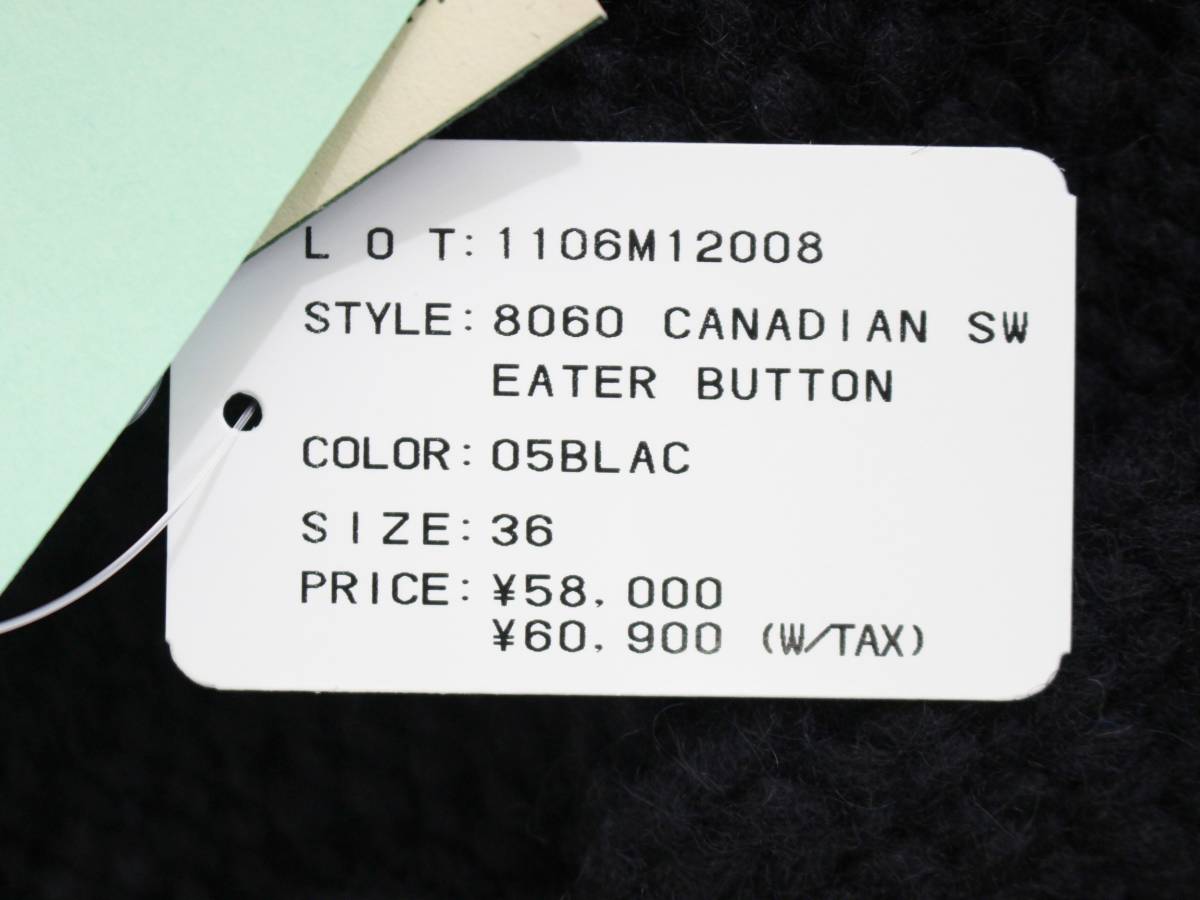 L O T: 1106M12008
STYLE: 8060 CANADIAN SW
EATER BUTTON
COLOR: 05BLAC
SIZE: 36
PRICE: ¥58,000
¥60,900 (W/TAX)